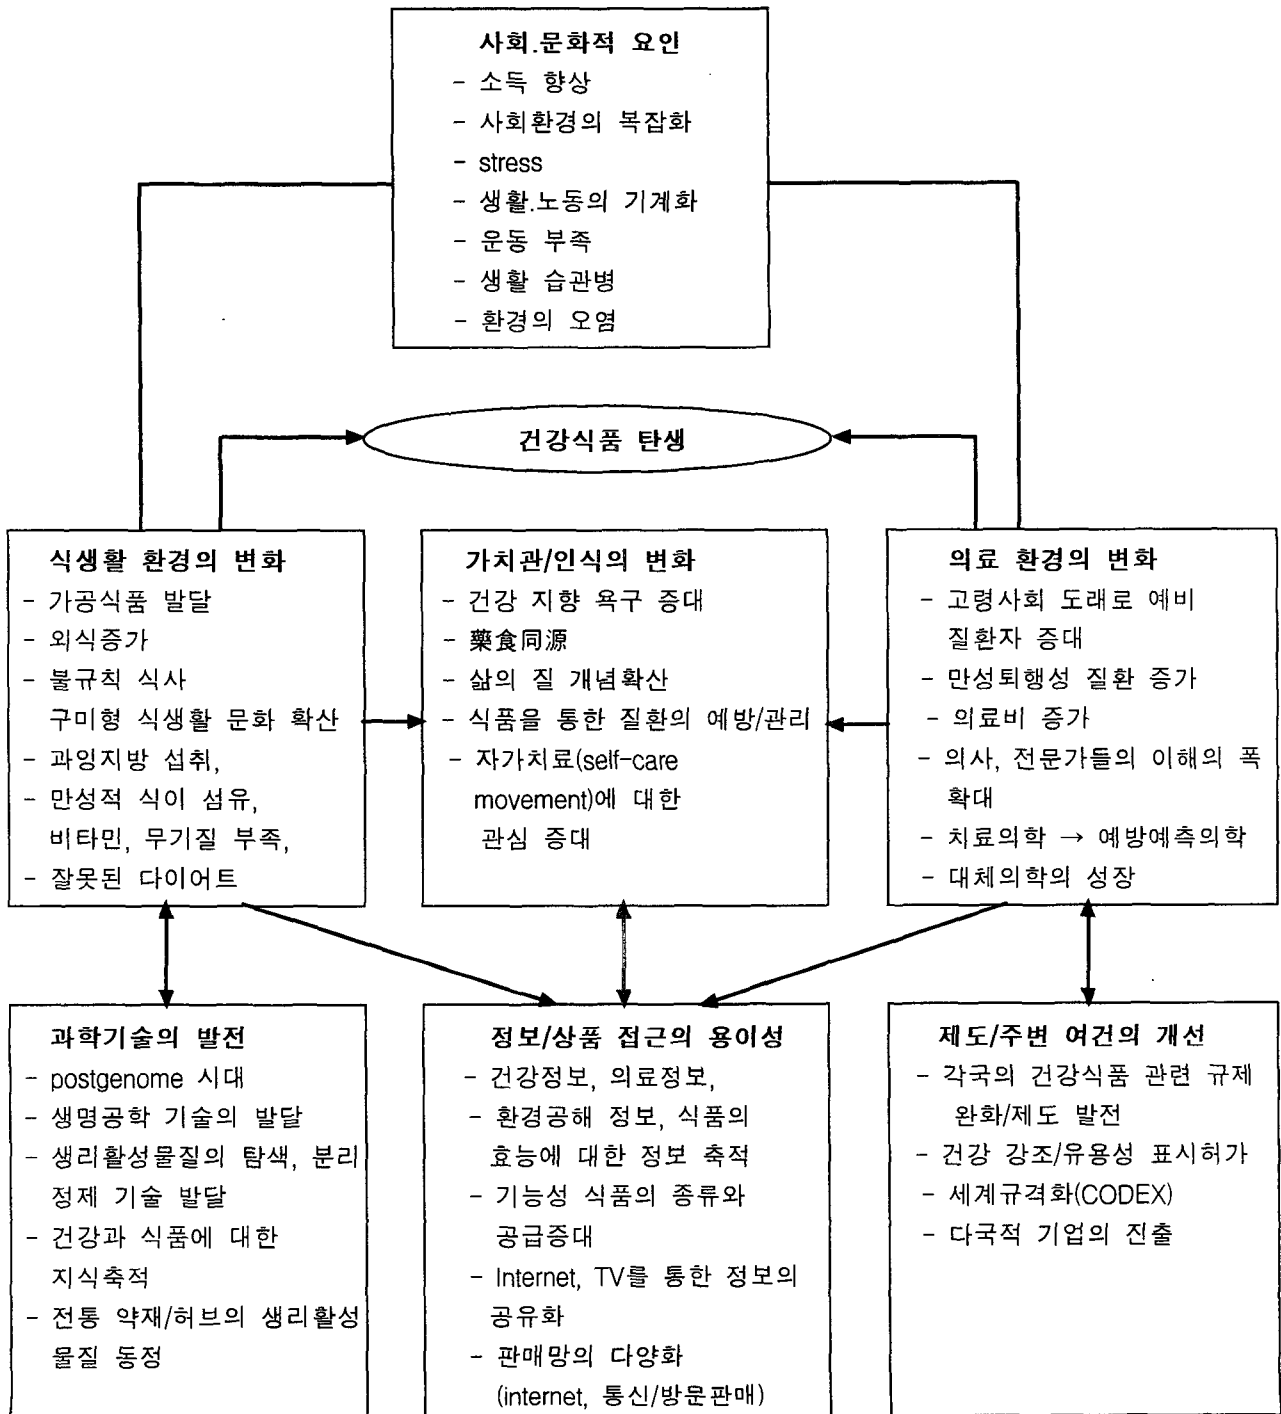 사회.문화적 요인
- 소득 향상
- 사회환경의 복잡화
- stress
- 생활.노동의 기계화
- 운동 부족
- 생활 습관병
- 환경의 오염
건강식품 탄생
식생활 환경의 변화
- 가공식품 발달
- 외식증가
- 불규칙 식사
구미형 식생활 문화 확산
- 과잉지방 섭취,
- 만성적 식이 섬유,
비타민, 무기질 부족,
- 잘못된 다이어트
가치관/인식의 변화
- 건강 지향 욕구 증대
- 藥食同源
- 삶의 질 개념확산
- 식품을 통한 질환의 예방/관리
- 자가치료(self-care
movement)에 대한
관심 증대
의료 환경의 변화
- 고령사회 도래로 예비
질환자 증대
- 만성퇴행성 질환 증가
- 의료비 증가
- 의사, 전문가들의 이해의 폭
확대
- 치료의학 → 예방예측의학
- 대체의학의 성장
과학기술의 발전
- postgenome 시대
- 생명공학 기술의 발달
- 생리활성물질의 탐색, 분리
정제 기술 발달
- 건강과 식품에 대한
지식축적
- 전통 약재/허브의 생리활성
물질 동정
정보/상품 접근의 용이성
- 건강정보, 의료정보,
- 환경공해 정보, 식품의
효능에 대한 정보 축적
- 기능성 식품의 종류와
공급증대
- Internet, TV를 통한 정보의
공유화
- 판매망의 다양화
(internet, 통신/방문판매)
제도/주변 여건의 개선
- 각국의 건강식품 관련 규제
완화/제도 발전
- 건강 강조/유용성 표시허가
- 세계규격화(CODEX)
- 다국적 기업의 진출